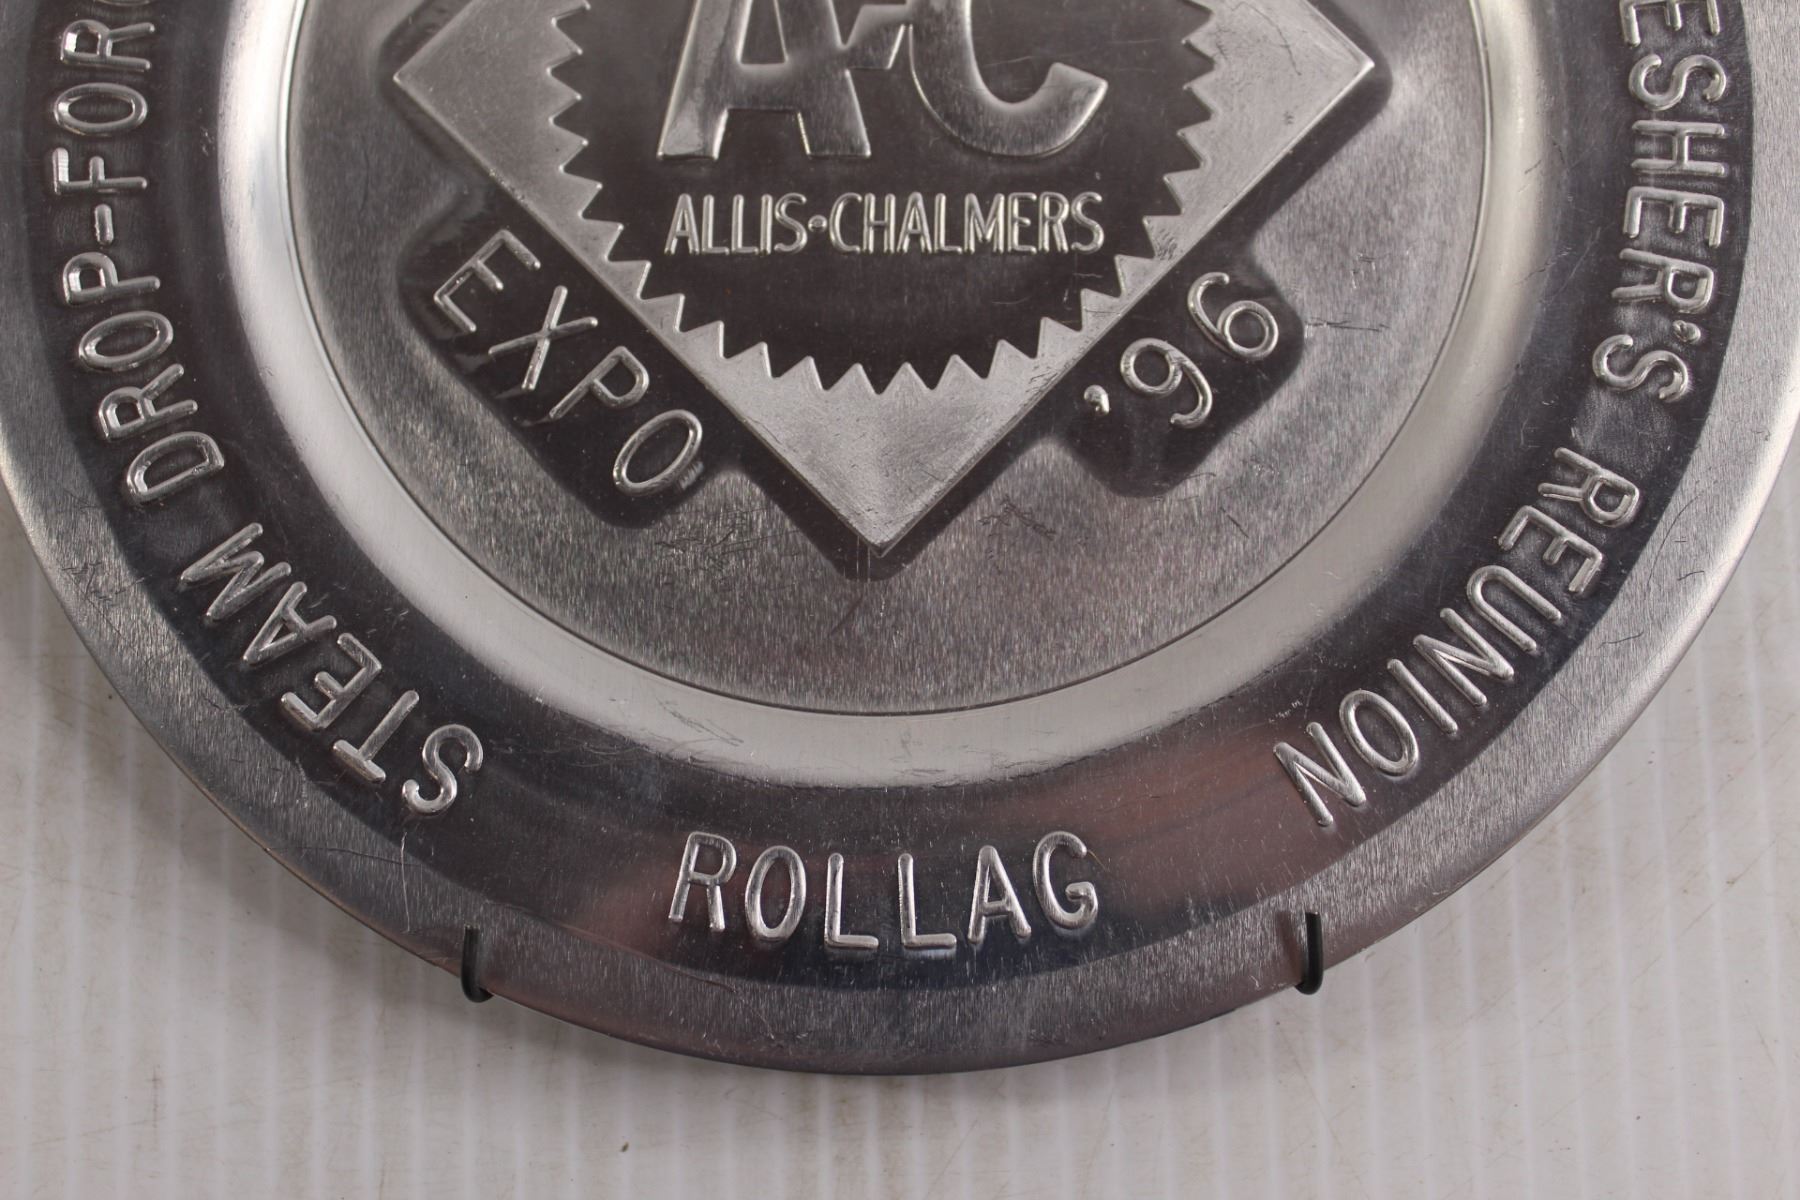 A-C
ALLIS·CHALMERS
EXPO '96
STEAM DROP-FORG
ESHER'S REUNION
ROLLAG